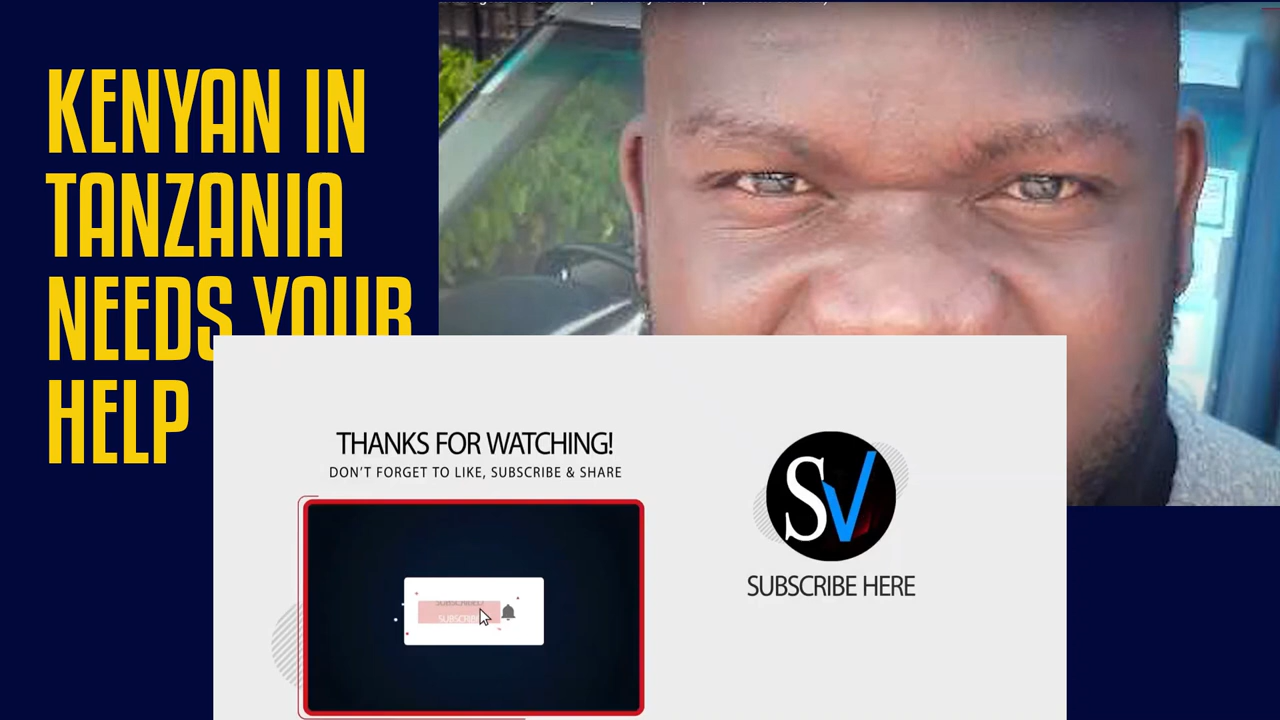 KENYAN IN
TANZANIA
NEEDS YOUR
HELP
THANKS FOR WATCHING!
DON'T FORGET TO LIKE, SUBSCRIBE & SHARE
SV
SUBSCRIBE HERE